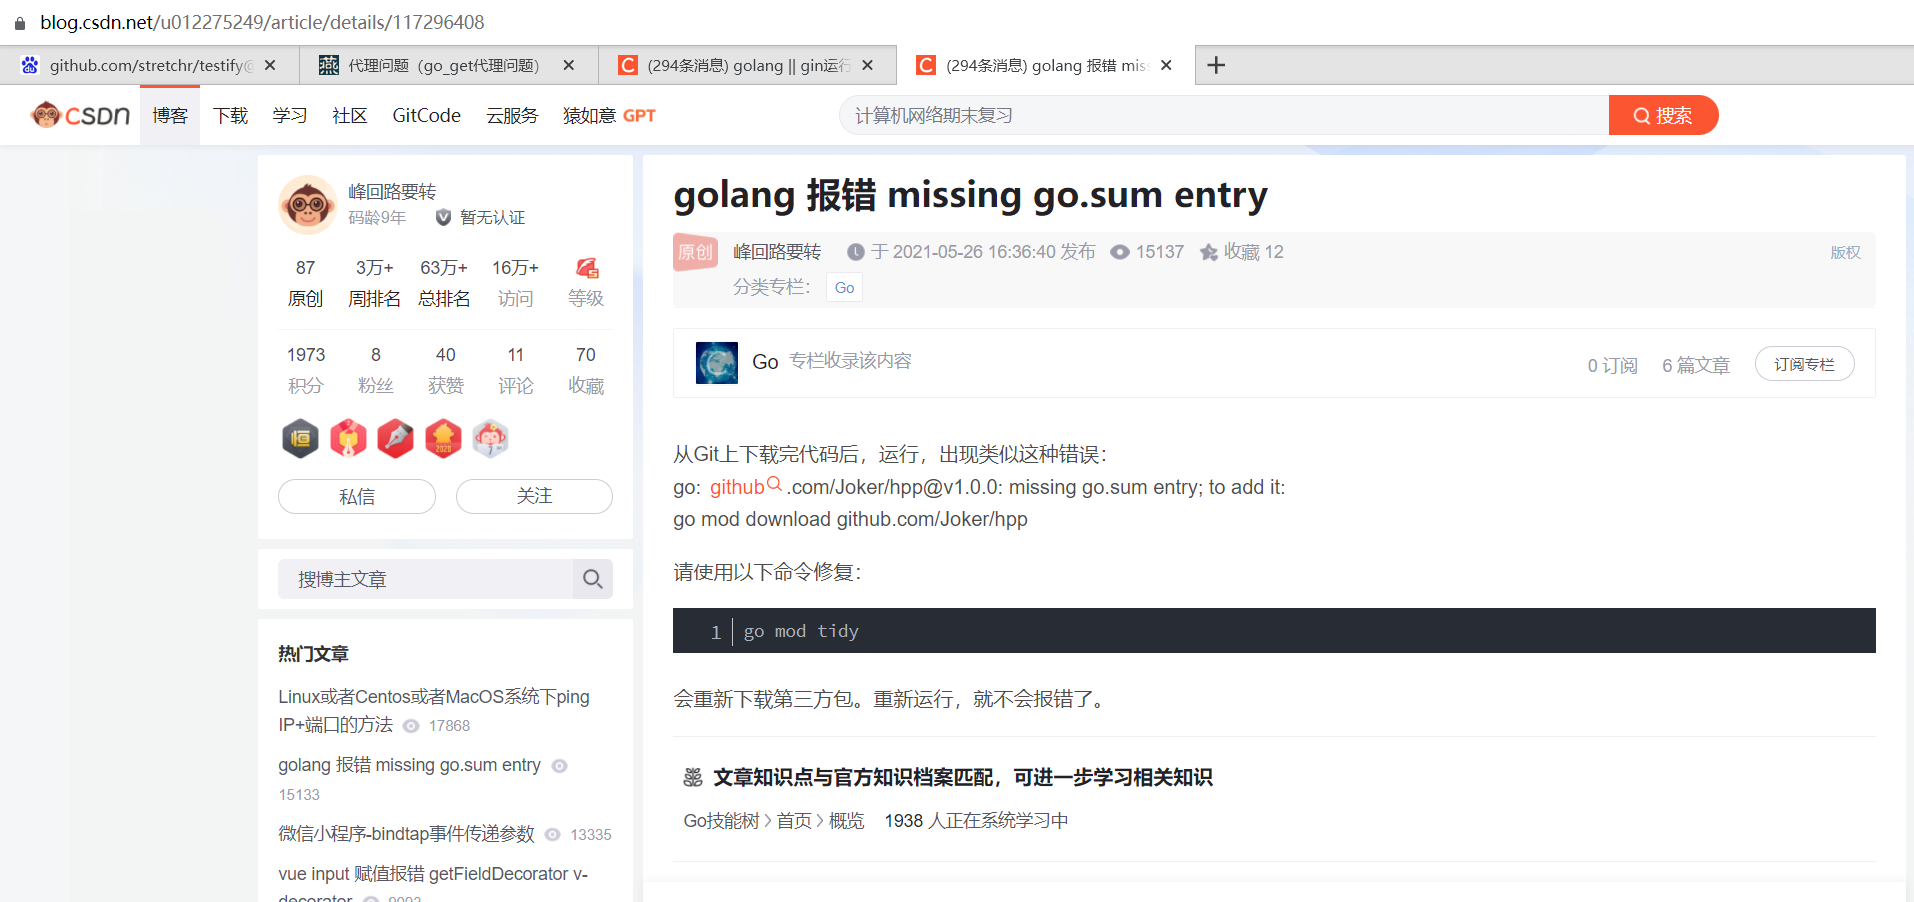 blog.csdn.net/u012275249/article/details/117296408
github.com/stretchr/testify@
代理问题（go_get代理问题）
(294条消息) golang || gin运行
(294条消息) golang 报错 mis
CSDN 博客 下载 学习 社区 GitCode 云服务 猿如意 GPT
计算机网络期末复习
搜索
峰回路要转
码龄9年 暂无认证
87 3万+ 63万+ 16万+
原创 周排名 总排名 访问 等级
1973 8 40 11 70
积分 粉丝 获赞 评论 收藏
2020
私信 关注
搜博主文章
热门文章
Linux或者Centos或者MacOS系统下ping
IP+端口的方法 17868
golang 报错 missing go.sum entry
15133
微信小程序-bindtap事件传递参数 13335
vue input 赋值报错 getFieldDecorator v-
decorator 9093
golang 报错 missing go.sum entry
原创 峰回路要转 于 2021-05-26 16:36:40 发布 15137 收藏 12
版权
分类专栏： Go
Go 专栏收录该内容
0 订阅 6 篇文章 订阅专栏
从Git上下载完代码后，运行，出现类似这种错误：
go: github.com/Joker/hpp@v1.0.0: missing go.sum entry; to add it:
go mod download github.com/Joker/hpp
请使用以下命令修复：
1 go mod tidy
会重新下载第三方包。重新运行，就不会报错了。
文章知识点与官方知识档案匹配，可进一步学习相关知识
Go技能树 首页 概览 1938 人正在系统学习中